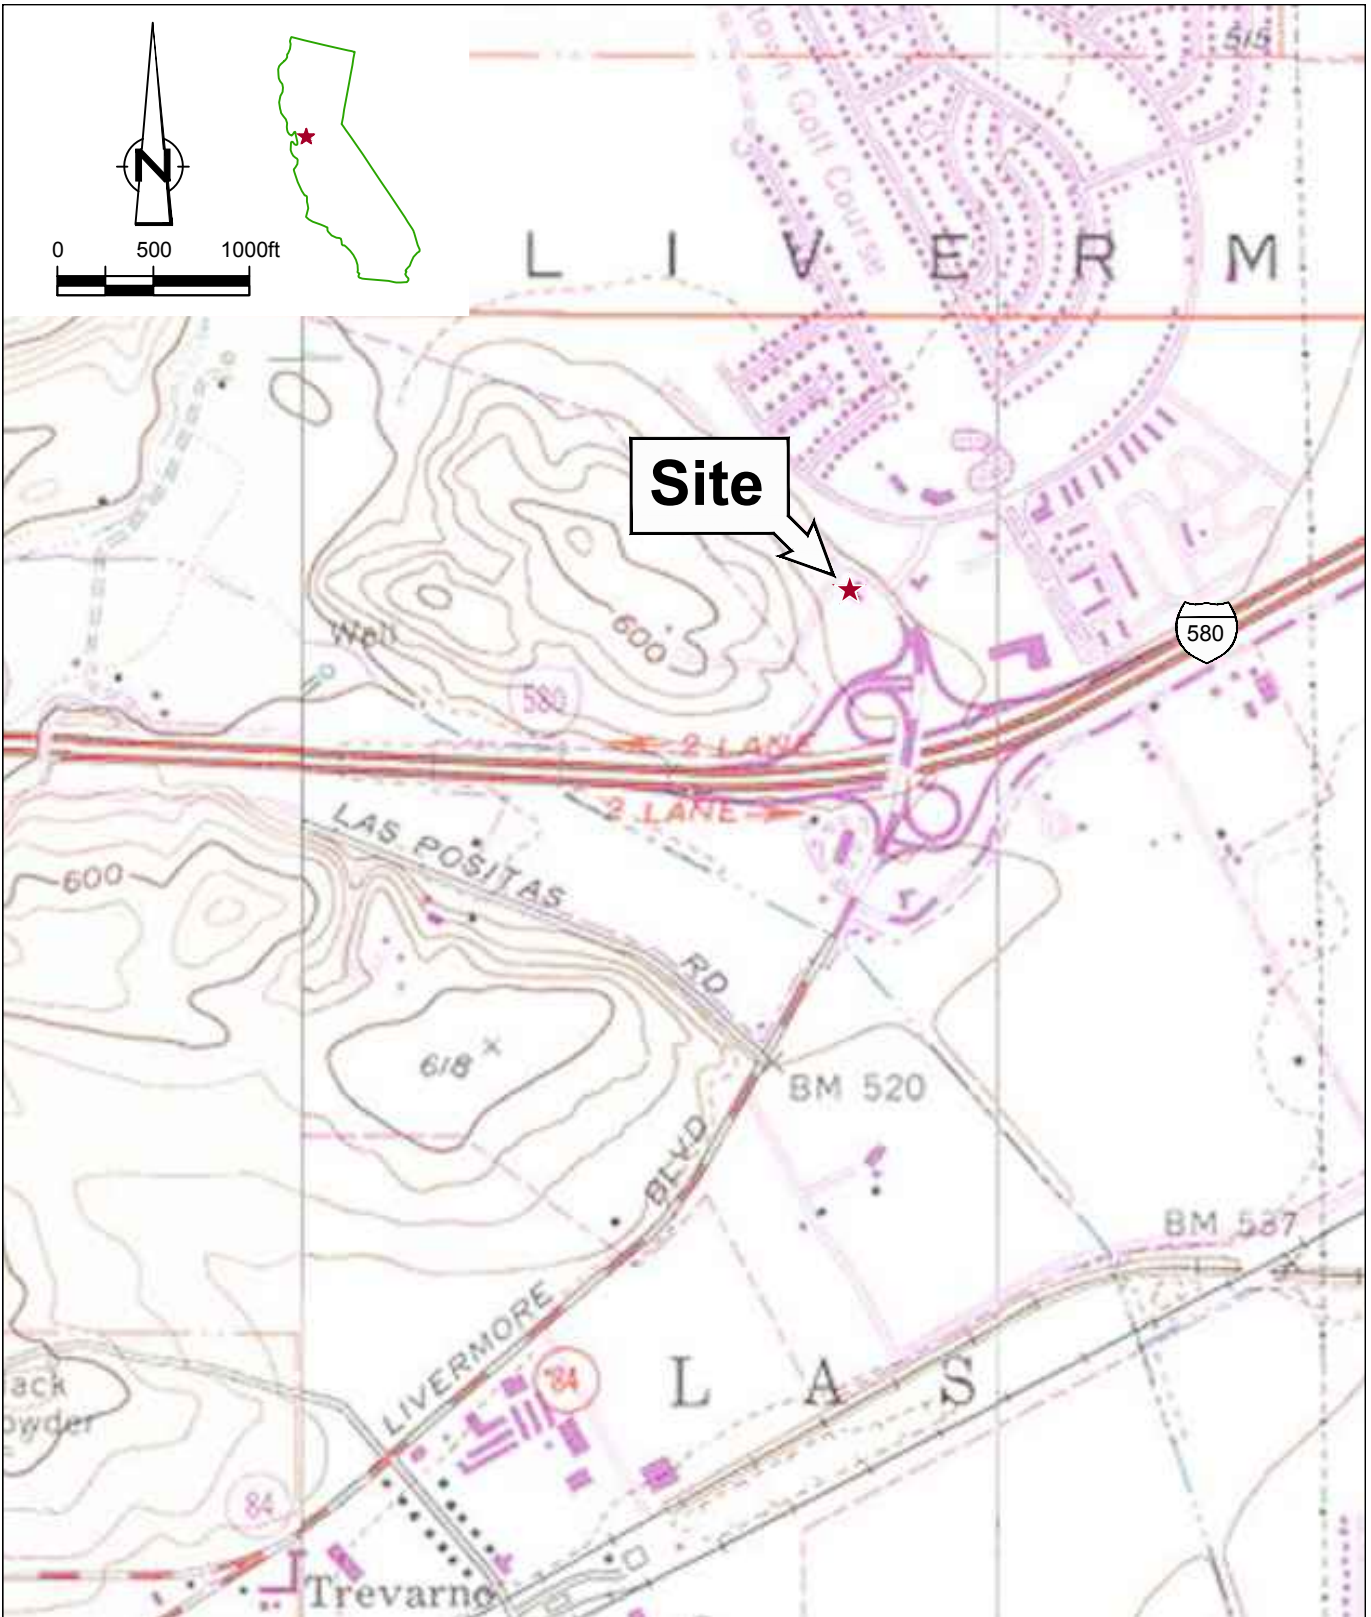 N
0 500 1000ft
515
Golf Course
L I V E R M
Site
600
Well
580
580
2 LANE
2 LANE
LAS POSITAS RD
600
618
BM 520
LIVERMORE BLVD
BM 537
84
L A S
84
Trevarno